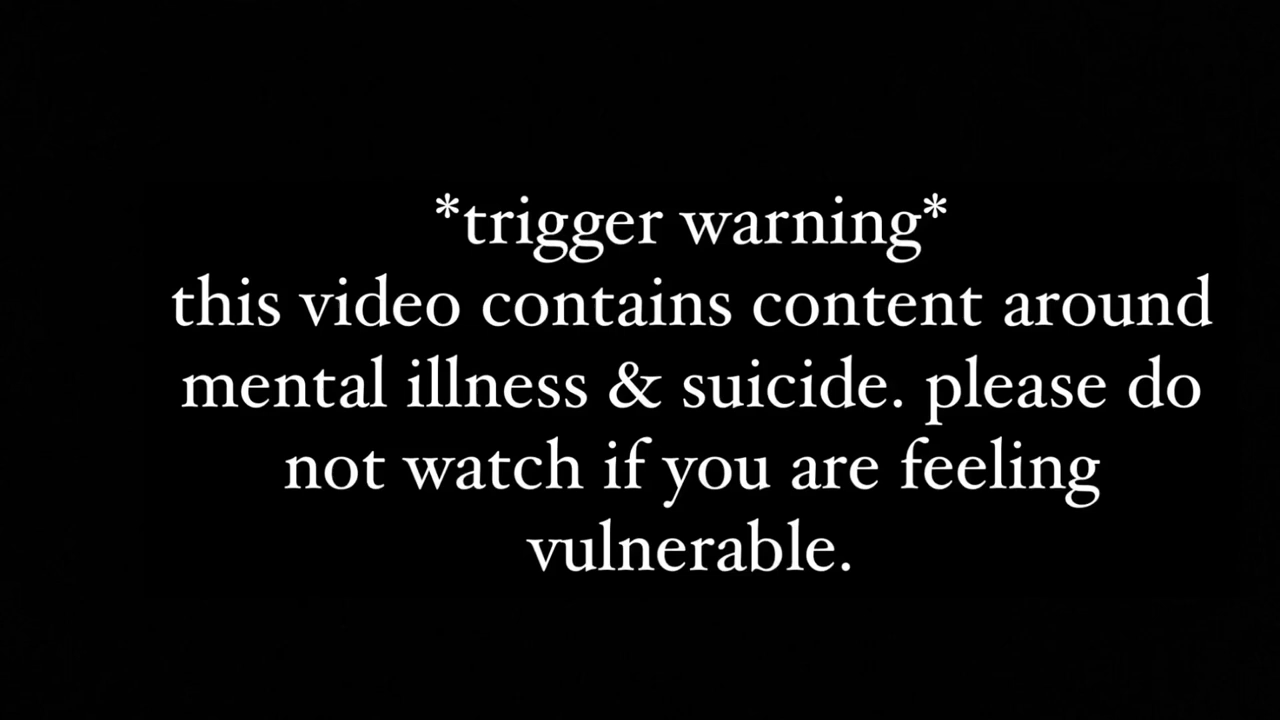 *trigger warning*
this video contains content around
mental illness & suicide. please do
not watch if you are feeling
vulnerable.